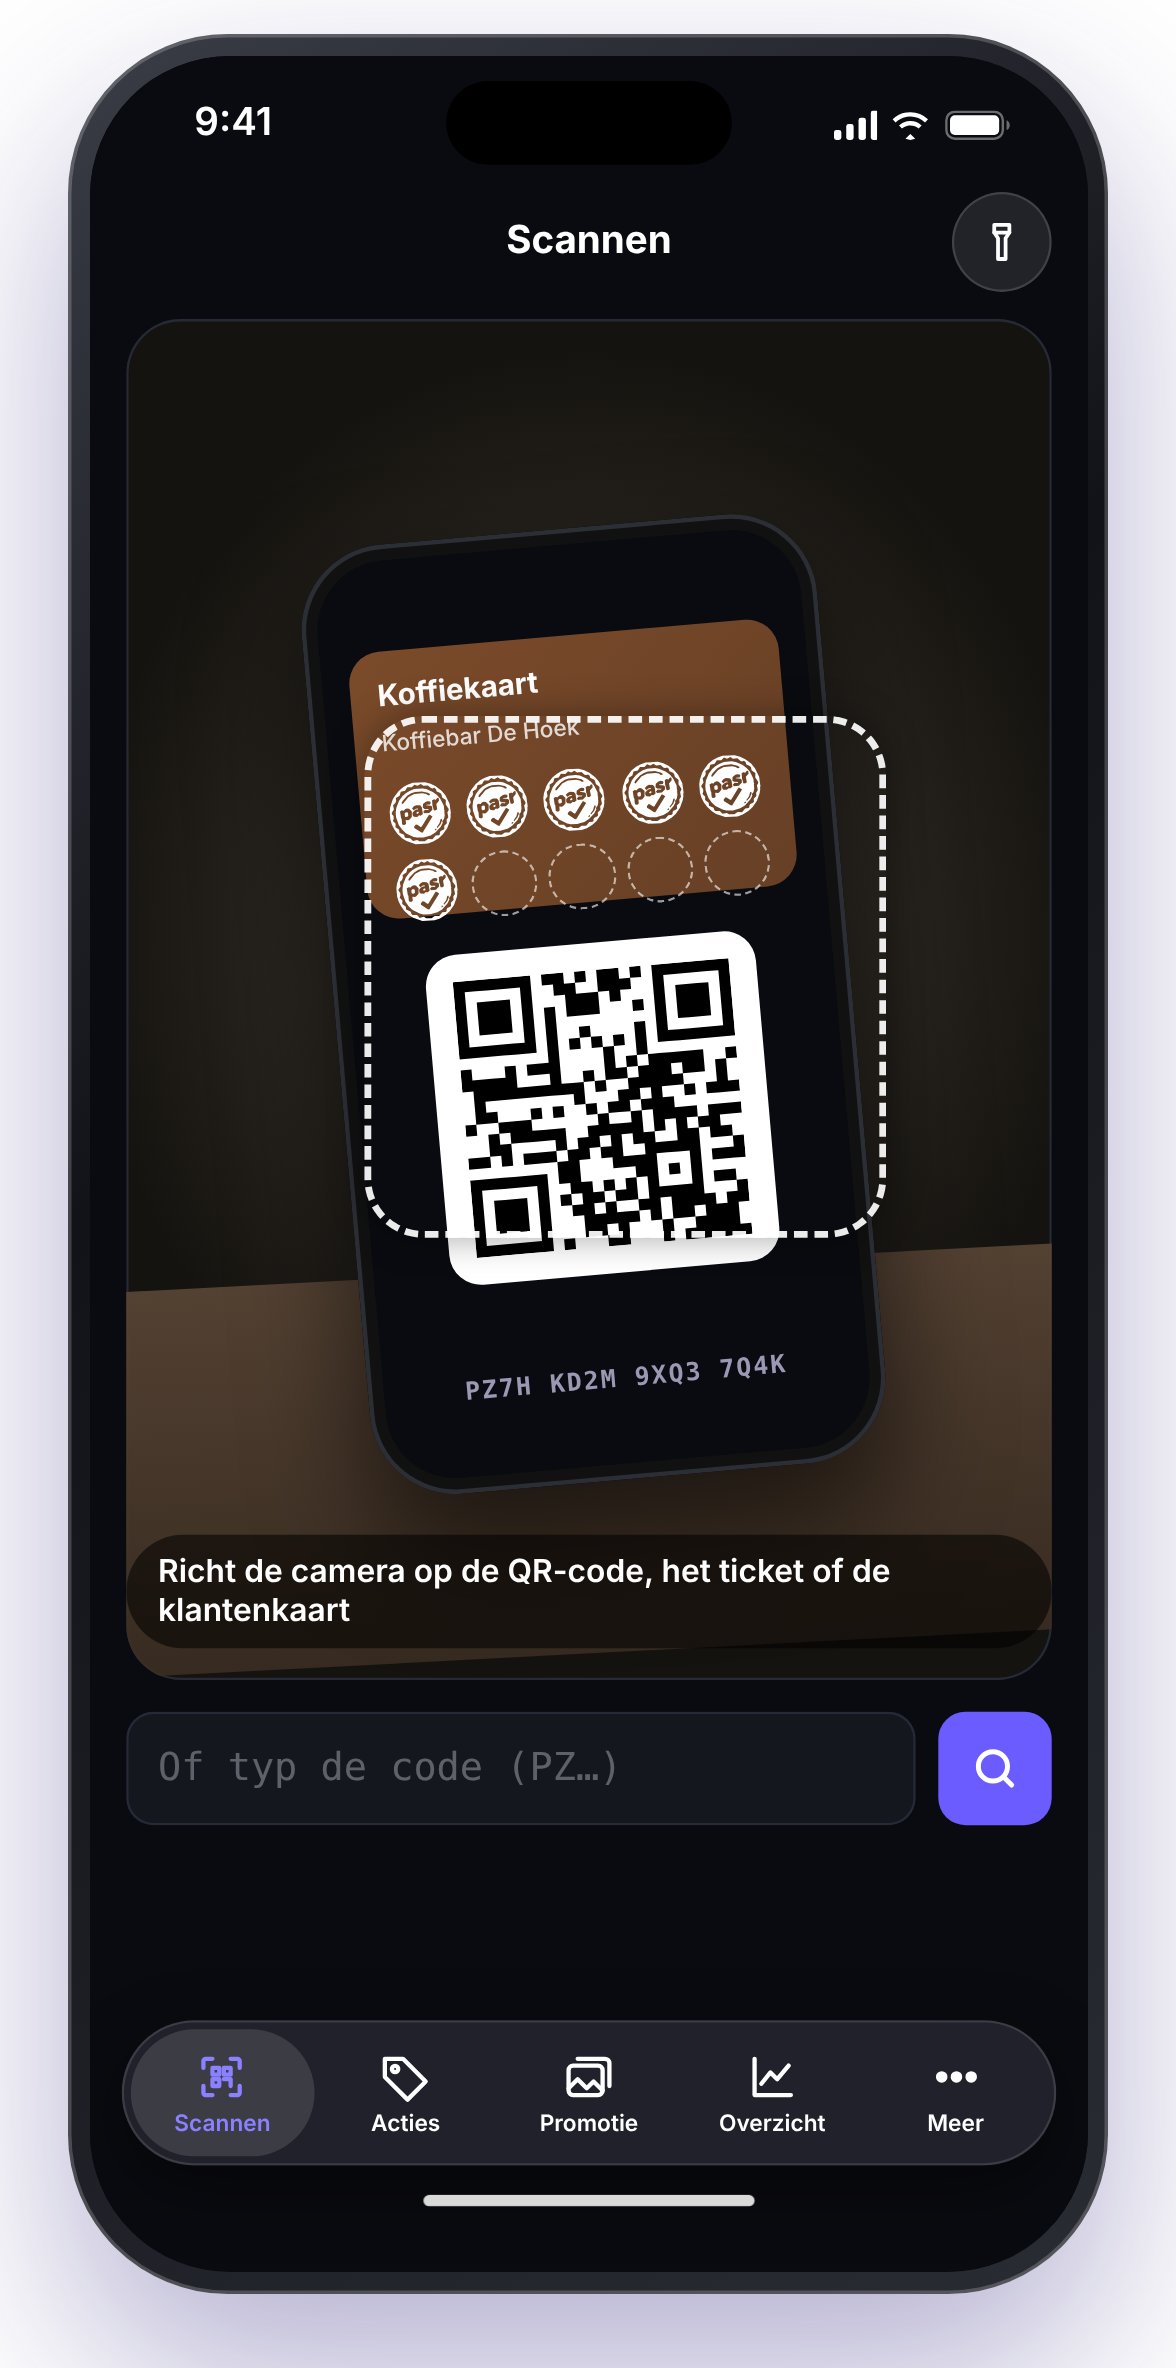 9:41
Scannen
Koffiekaart
Koffiebar De Hoek
pasr pasr pasr pasr pasr
pasr
PZ7H KD2M 9XQ3 7Q4K
Richt de camera op de QR-code, het ticket of de
klantenkaart
Of typ de code (PZ…)
Scannen Acties Promotie Overzicht Meer